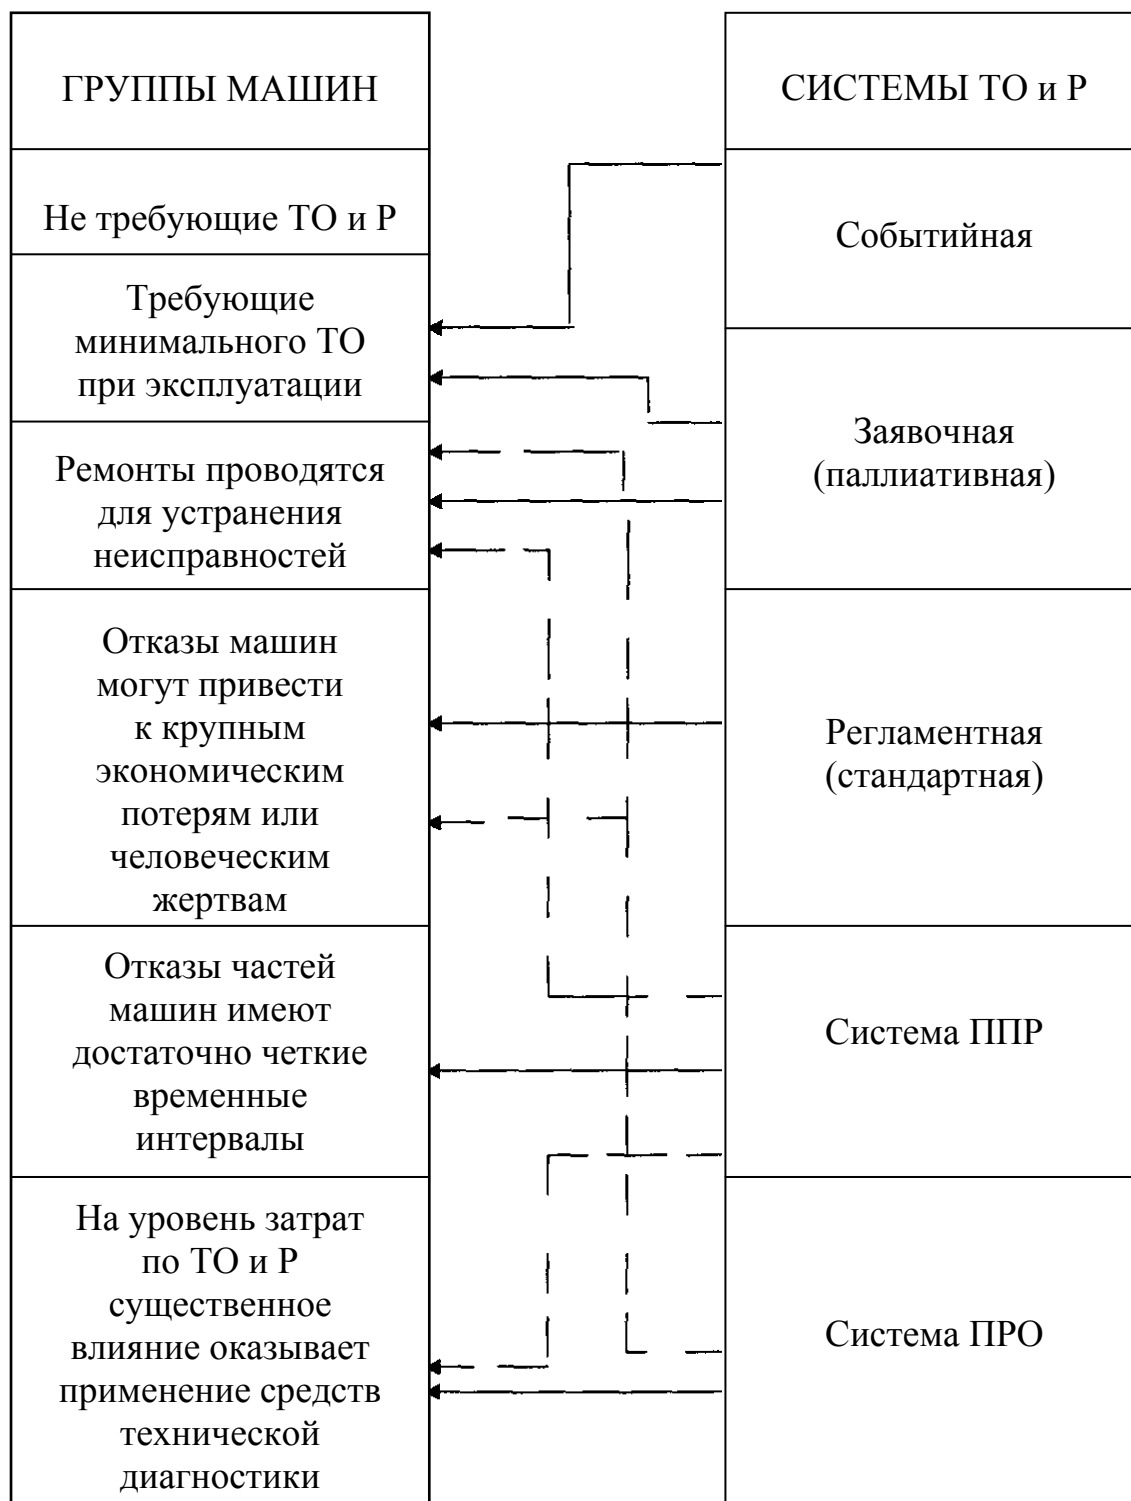 ГРУППЫ МАШИН
Не требующие ТО и Р
Требующие
минимального ТО
при эксплуатации
Ремонты проводятся
для устранения
неисправностей
Отказы машин
могут привести
к крупным
экономическим
потерям или
человеческим
жертвам
Отказы частей
машин имеют
достаточно четкие
временные
интервалы
На уровень затрат
по ТО и Р
существенное
влияние оказывает
применение средств
технической
диагностики
СИСТЕМЫ ТО и Р
Событийная
Заявочная
(паллиативная)
Регламентная
(стандартная)
Система ППР
Система ПРО